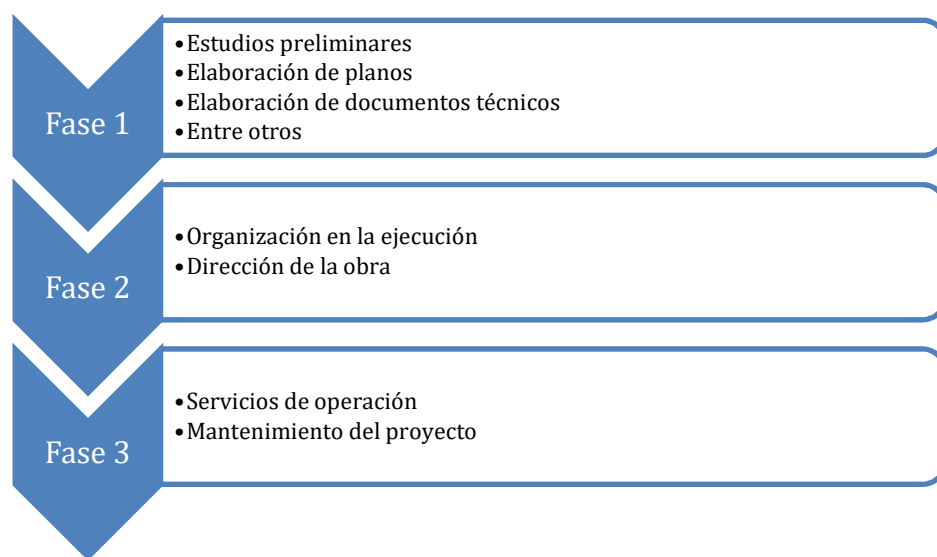 Fase 1
•Estudios preliminares
•Elaboración de planos
•Elaboración de documentos técnicos
•Entre otros
Fase 2
•Organización en la ejecución
•Dirección de la obra
Fase 3
•Servicios de operación
•Mantenimiento del proyecto